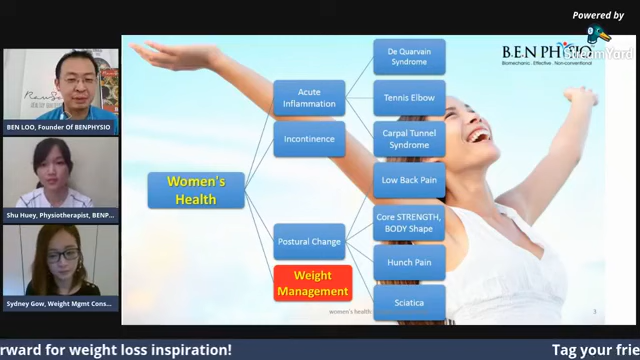 Powered by
StreamYard
BEN LOO, Founder Of BENPHYSIO
Shu Huey, Physiotherapist, BENP...
Sydney Gow, Weight Mgmt Cons...
B.E.N PHYSIO
Biomechanic . Effective . Non-conventional
Women's
Health
Acute
Inflammation
Incontinence
Postural Change
Weight
Management
De Quarvain
Syndrome
Tennis Elbow
Carpal Tunnel
Syndrome
Low Back Pain
Core STRENGTH,
BODY Shape
Hunch Pain
Sciatica
women's health
3
rward for weight loss inspiration!
Tag your frie